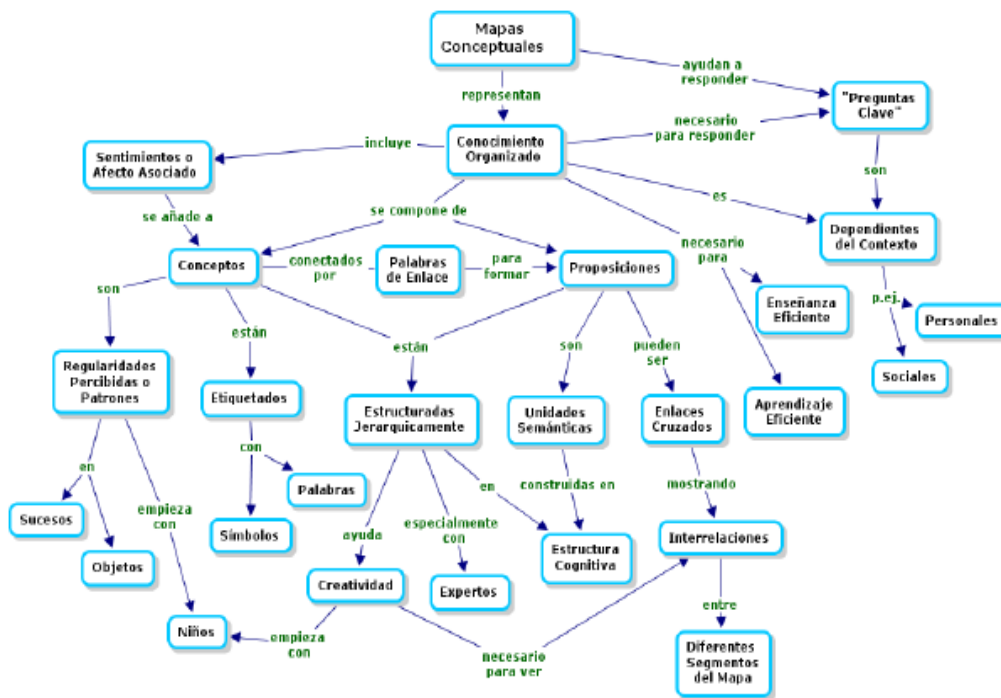 Mapas
Conceptuales
ayudan a
responder
representan
"Preguntas
Clave"
necesario
para responder
Conocimiento
Organizado
incluye
Sentimientos o
Afecto Asociado
son
se añade a
se compone de
es
Dependientes
del Contexto
necesario
para
Conceptos
conectados
por
Palabras
de Enlace
para
formar
Proposiciones
son
Enseñanza
Eficiente
p.ej.
Personales
están
están
son
pueden
ser
Sociales
Regularidades
Percibidas o
Patrones
Etiquetados
Estructuradas
Jerarquicamente
Unidades
Semánticas
Enlaces
Cruzados
Aprendizaje
Eficiente
con
en
Palabras
en
construidas en
mostrando
Sucesos
empieza
con
Símbolos
ayuda
especialmente
con
Estructura
Cognitiva
Interrelaciones
Objetos
Creatividad
Expertos
entre
Niños
empieza
con
necesario
para ver
Diferentes
Segmentos
del Mapa